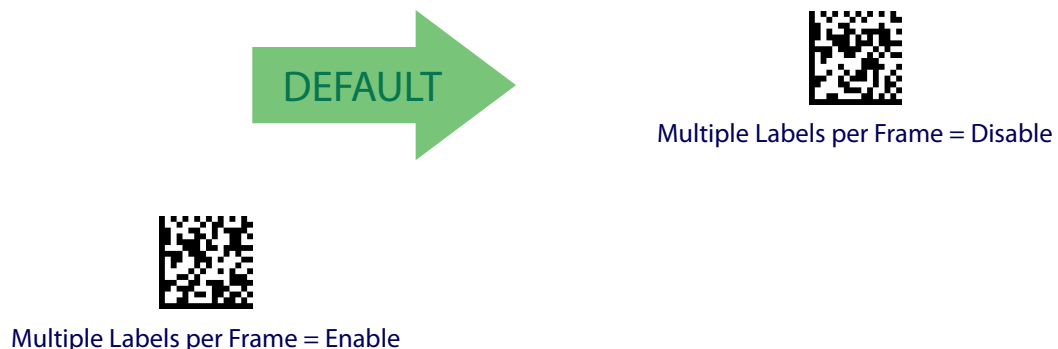 DEFAULT
Multiple Labels per Frame = Disable
Multiple Labels per Frame = Enable